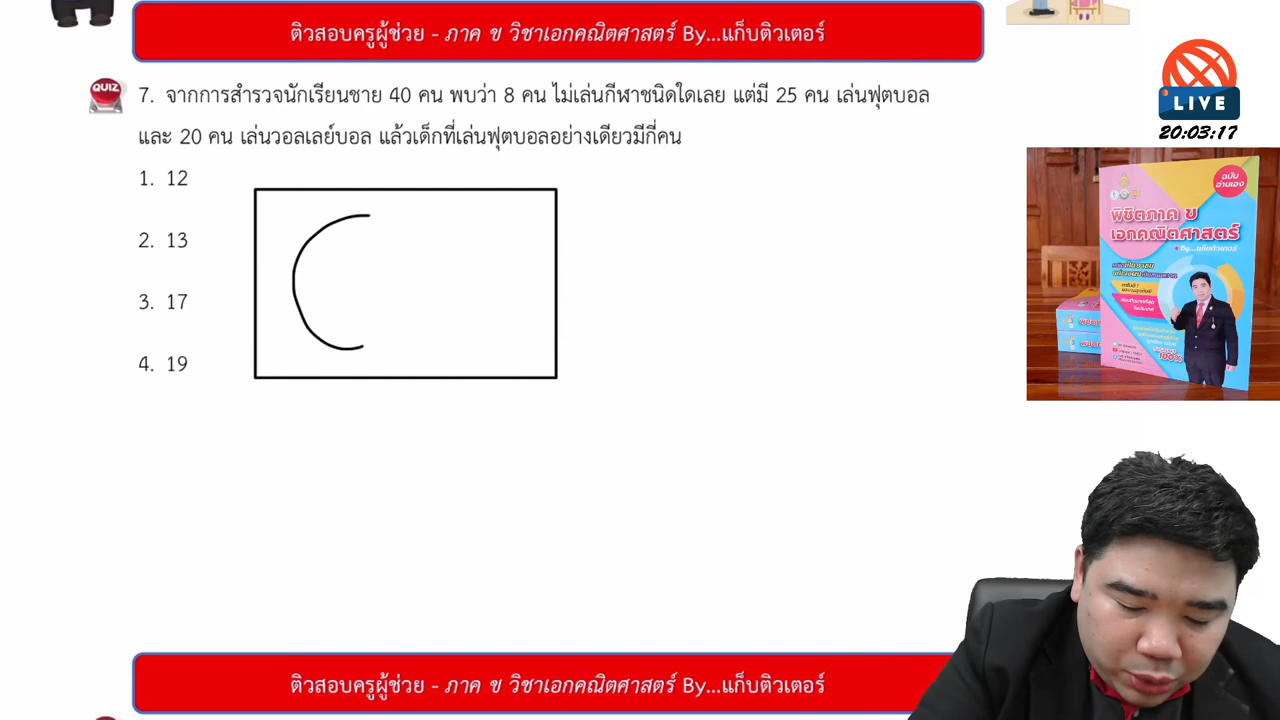 ติวสอบครูผู้ช่วย - ภาค ข วิชาเอกคณิตศาสตร์ By...แก็บติวเตอร์
QUIZ
7. จากการสำรวจนักเรียนชาย 40 คน พบว่า 8 คน ไม่เล่นกีฬาชนิดใดเลย แต่มี 25 คน เล่นฟุตบอล
และ 20 คน เล่นวอลเลย์บอล แล้วเด็กที่เล่นฟุตบอลอย่างเดียวมีกี่คน
1. 12
2. 13
3. 17
4. 19
LIVE
20:03:17
ฉบับ
อ่านเอง
พิชิตภาค ข
เอกคณิตศาสตร์
100%
ติวสอบครูผู้ช่วย - ภาค ข วิชาเอกคณิตศาสตร์ By...แก็บติวเตอร์